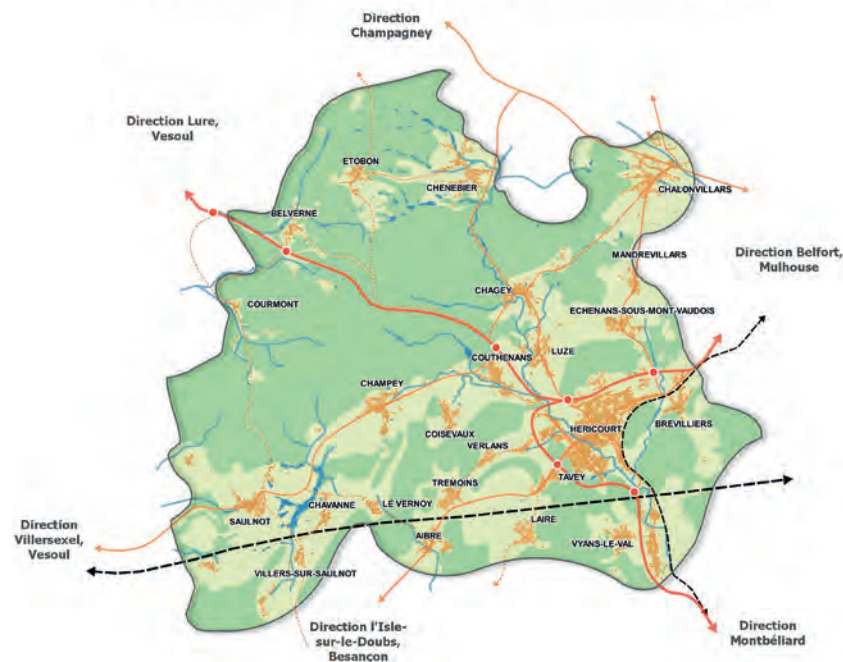 Direction
Champagney
Direction Lure,
Vesoul
ETOBON
CHENEBIER
CHALONVILLARS
BELVERNE
MANDREVILLARS
Direction Belfort,
Mulhouse
CHAGEY
COURMONT
ECHENANS-SOUS-MONT-VAUDOIS
LUZE
COUTHENANS
CHAMPEY
BREVILLIERS
HERICOURT
COISEVAUX
VERLANS
TREMOINS
TAVEY
CHAVANNE
LE VERNOY
SAULNOT
LAIRE
Direction
Villersexel,
Vesoul
AIBRE
VYANS-LE-VAL
VILLERS-SUR-SAULNOT
Direction l'Isle-
sur-le-Doubs,
Besançon
Direction
Montbéliard